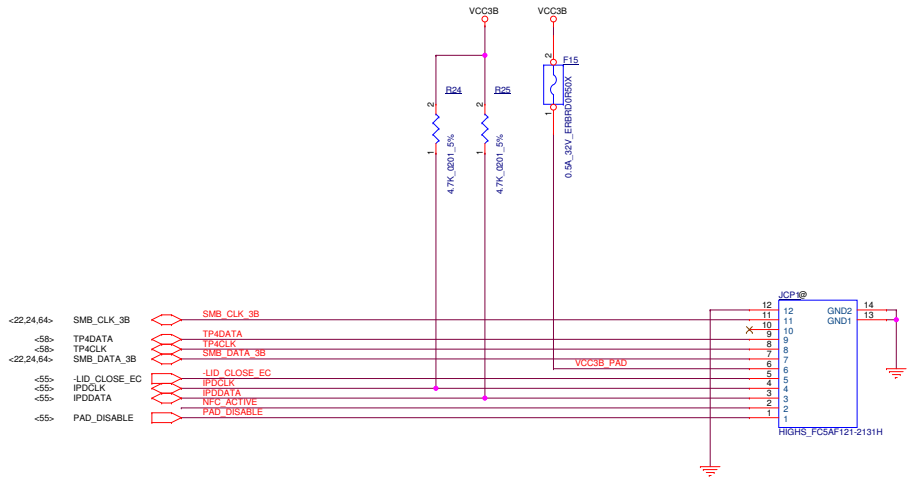 VCC3B VCC3B
2 F15
R24 R25
2 2
1
1 1
4.7K_0201_5%
4.7K_0201_5%
0.5A_32V_ERBRD0R50X
JCP1@
<22,24,64> SMB_CLK_3B SMB_CLK_3B
<58> TP4DATA TP4DATA
<58> TP4CLK TP4CLK
<22,24,64> SMB_DATA_3B SMB_DATA_3B
VCC3B_PAD
<55> -LID_CLOSE_EC -LID_CLOSE_EC
<55> IPDCLK IPDCLK
<55> IPDDATA IPDDATA
NFC_ACTIVE
<55> PAD_DISABLE PAD_DISABLE
12 12 GND2 14
11 11 GND1 13
10 10
9 9
8 8
7 7
6 6
5 5
4 4
3 3
2 2
1 1
HIGHS_FC5AF121-2131H